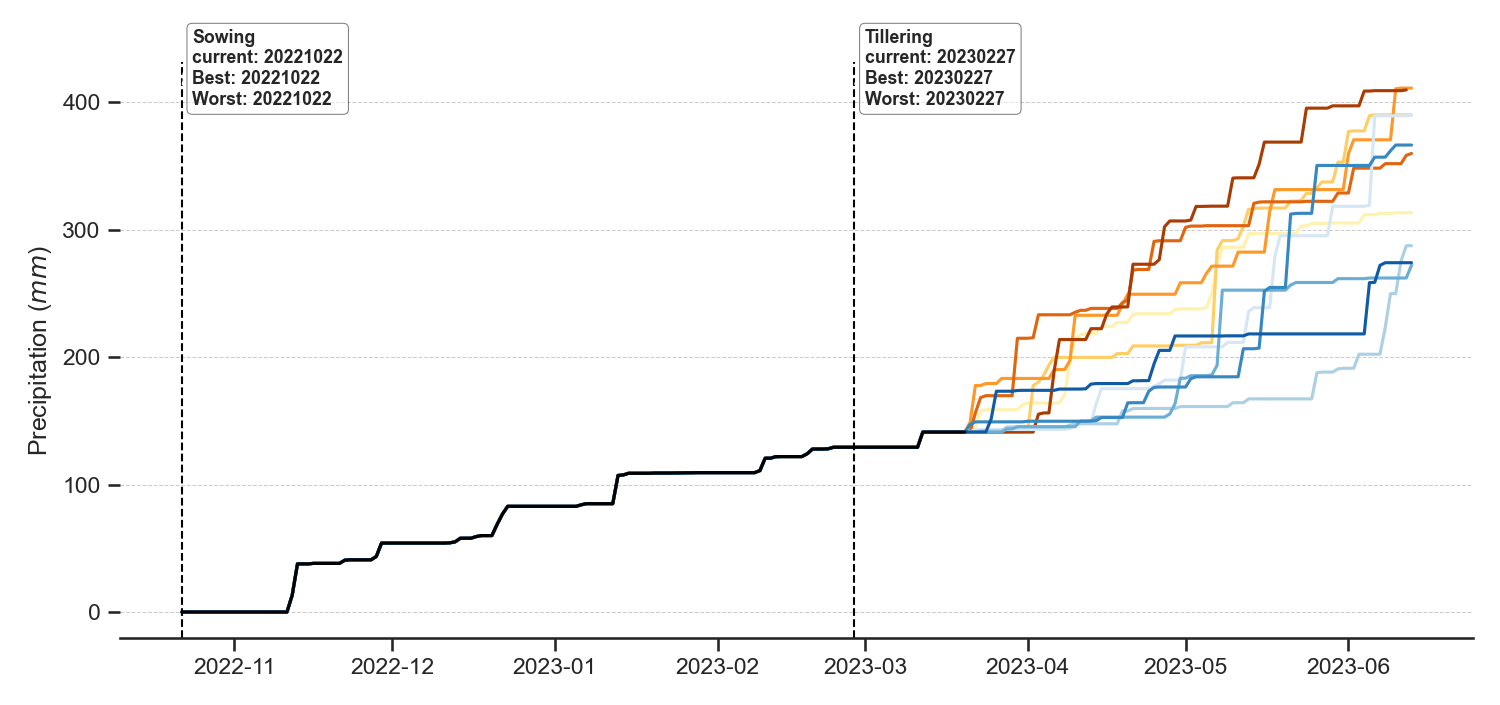 Sowing
current: 20221022
Best: 20221022
Worst: 20221022
Tillering
current: 20230227
Best: 20230227
Worst: 20230227
Precipitation (mm)
400
300
200
100
0
2022-11
2022-12
2023-01
2023-02
2023-03
2023-04
2023-05
2023-06